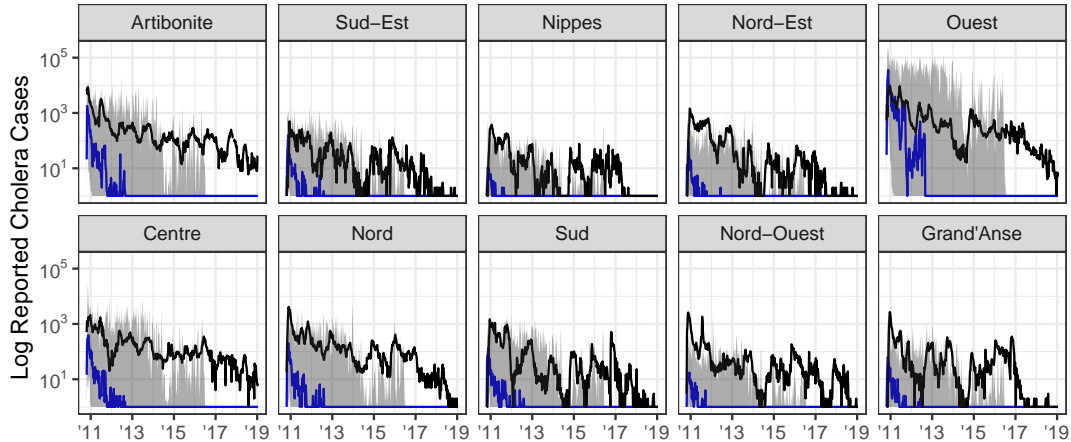 Artibonite Sud−Est Nippes Nord−Est Ouest
10^5
10^3
10^1
Centre Nord Sud Nord−Ouest Grand'Anse
10^5
10^3
10^1
'11 '13 '15 '17 '19 '11 '13 '15 '17 '19 '11 '13 '15 '17 '19 '11 '13 '15 '17 '19 '11 '13 '15 '17 '19
Log Reported Cholera Cases